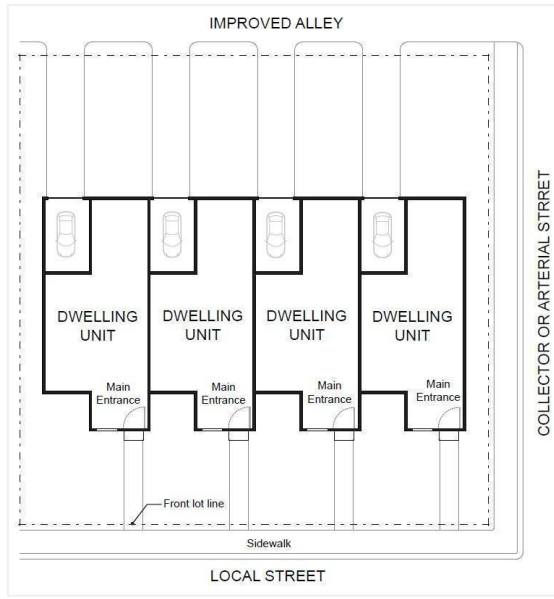 IMPROVED ALLEY
COLLECTOR OR ARTERIAL STRRET
DWELLING
UNIT
DWELLING
UNIT
DWELLING
UNIT
DWELLING
UNIT
Main
Entrance
Main
Entrance
Main
Entrance
Main
Entrance
Front lot line
Sidewalk
LOCAL STREET